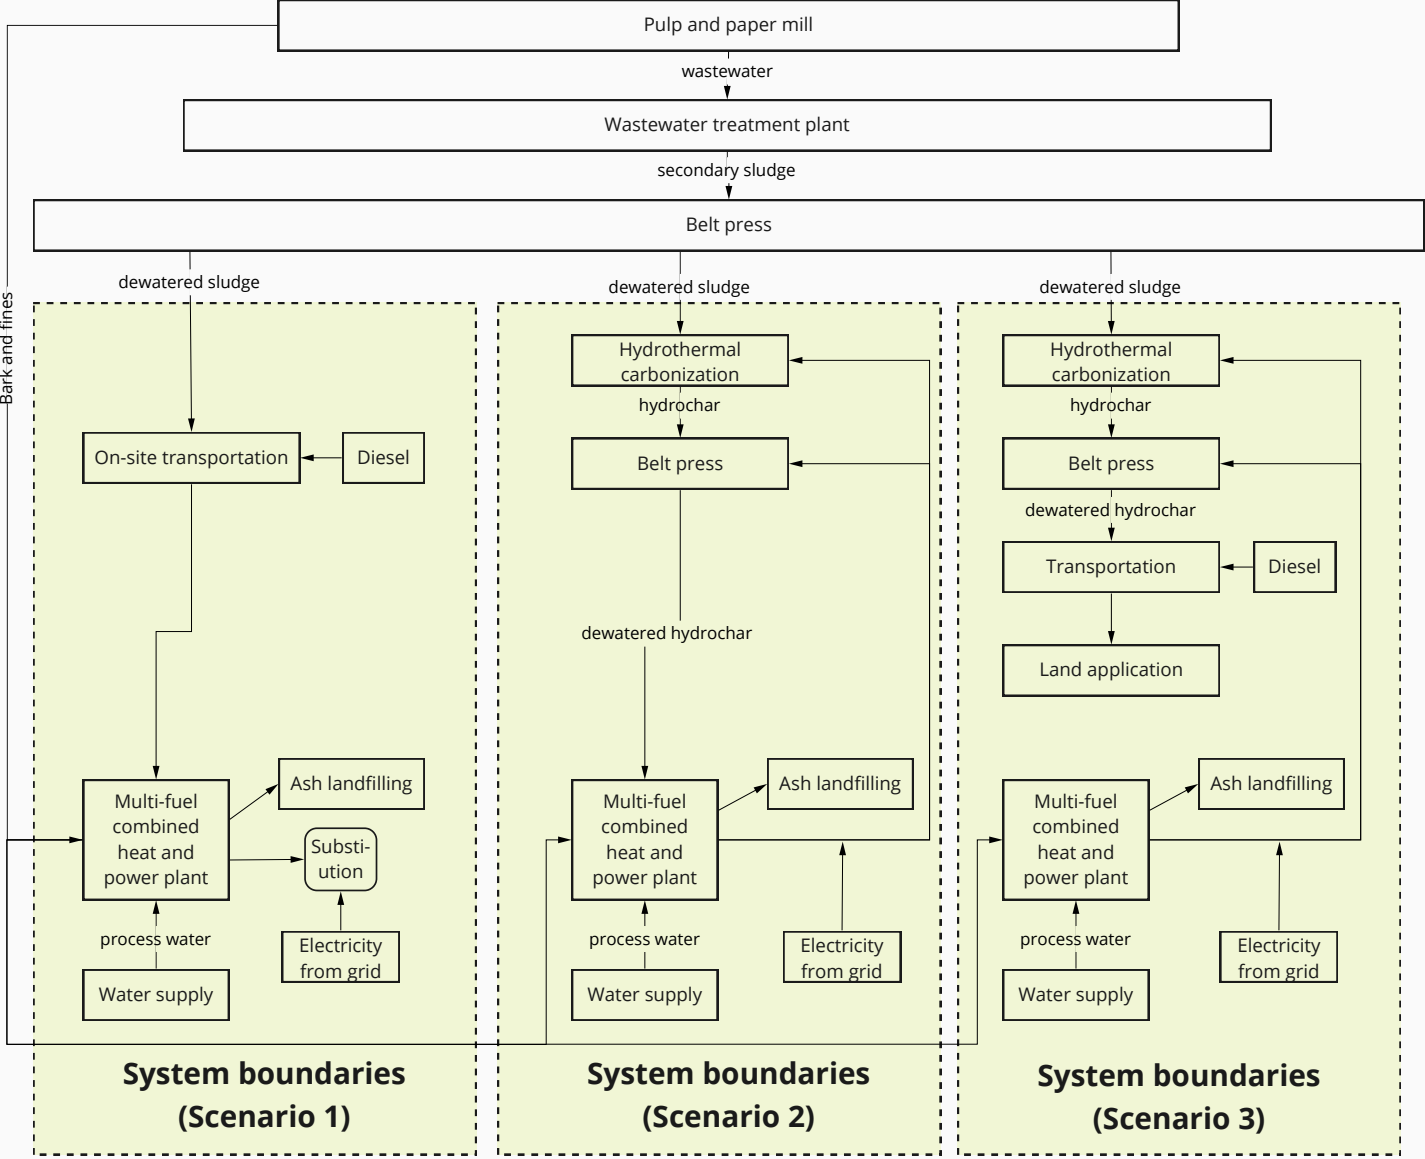 Pulp and paper mill
wastewater
Wastewater treatment plant
secondary sludge
Belt press
Bark and fines
dewatered sludge
On-site transportation
Diesel
Multi-fuel
combined
heat and
power plant
Ash landfilling
Substi-
ution
process water
Electricity
from grid
Water supply
System boundaries
(Scenario 1)
dewatered sludge
Hydrothermal
carbonization
hydrochar
Belt press
dewatered hydrochar
Multi-fuel
combined
heat and
power plant
Ash landfilling
process water
Electricity
from grid
Water supply
System boundaries
(Scenario 2)
dewatered sludge
Hydrothermal
carbonization
hydrochar
Belt press
dewatered hydrochar
Transportation
Diesel
Land application
Multi-fuel
combined
heat and
power plant
Ash landfilling
process water
Electricity
from grid
Water supply
System boundaries
(Scenario 3)